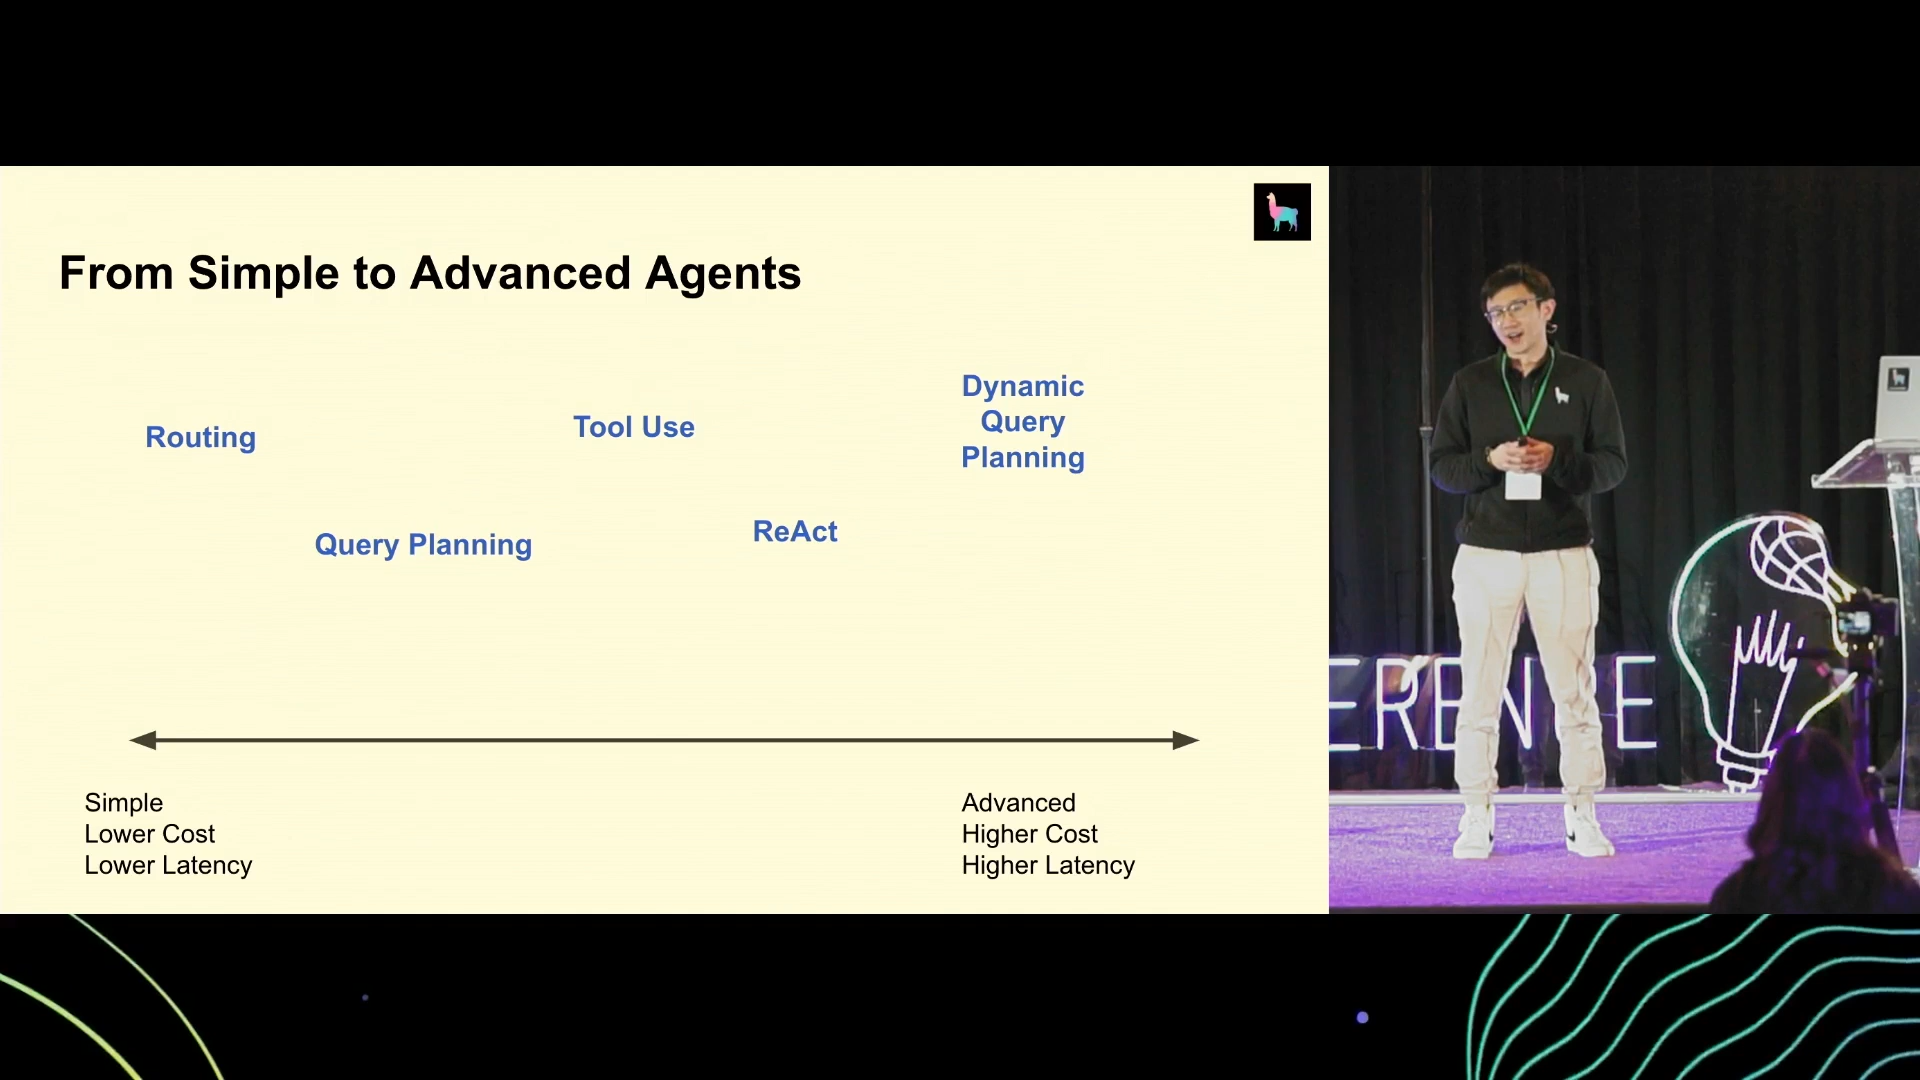 From Simple to Advanced Agents
Routing
Query Planning
Tool Use
ReAct
Dynamic
Query
Planning
Simple
Lower Cost
Lower Latency
Advanced
Higher Cost
Higher Latency